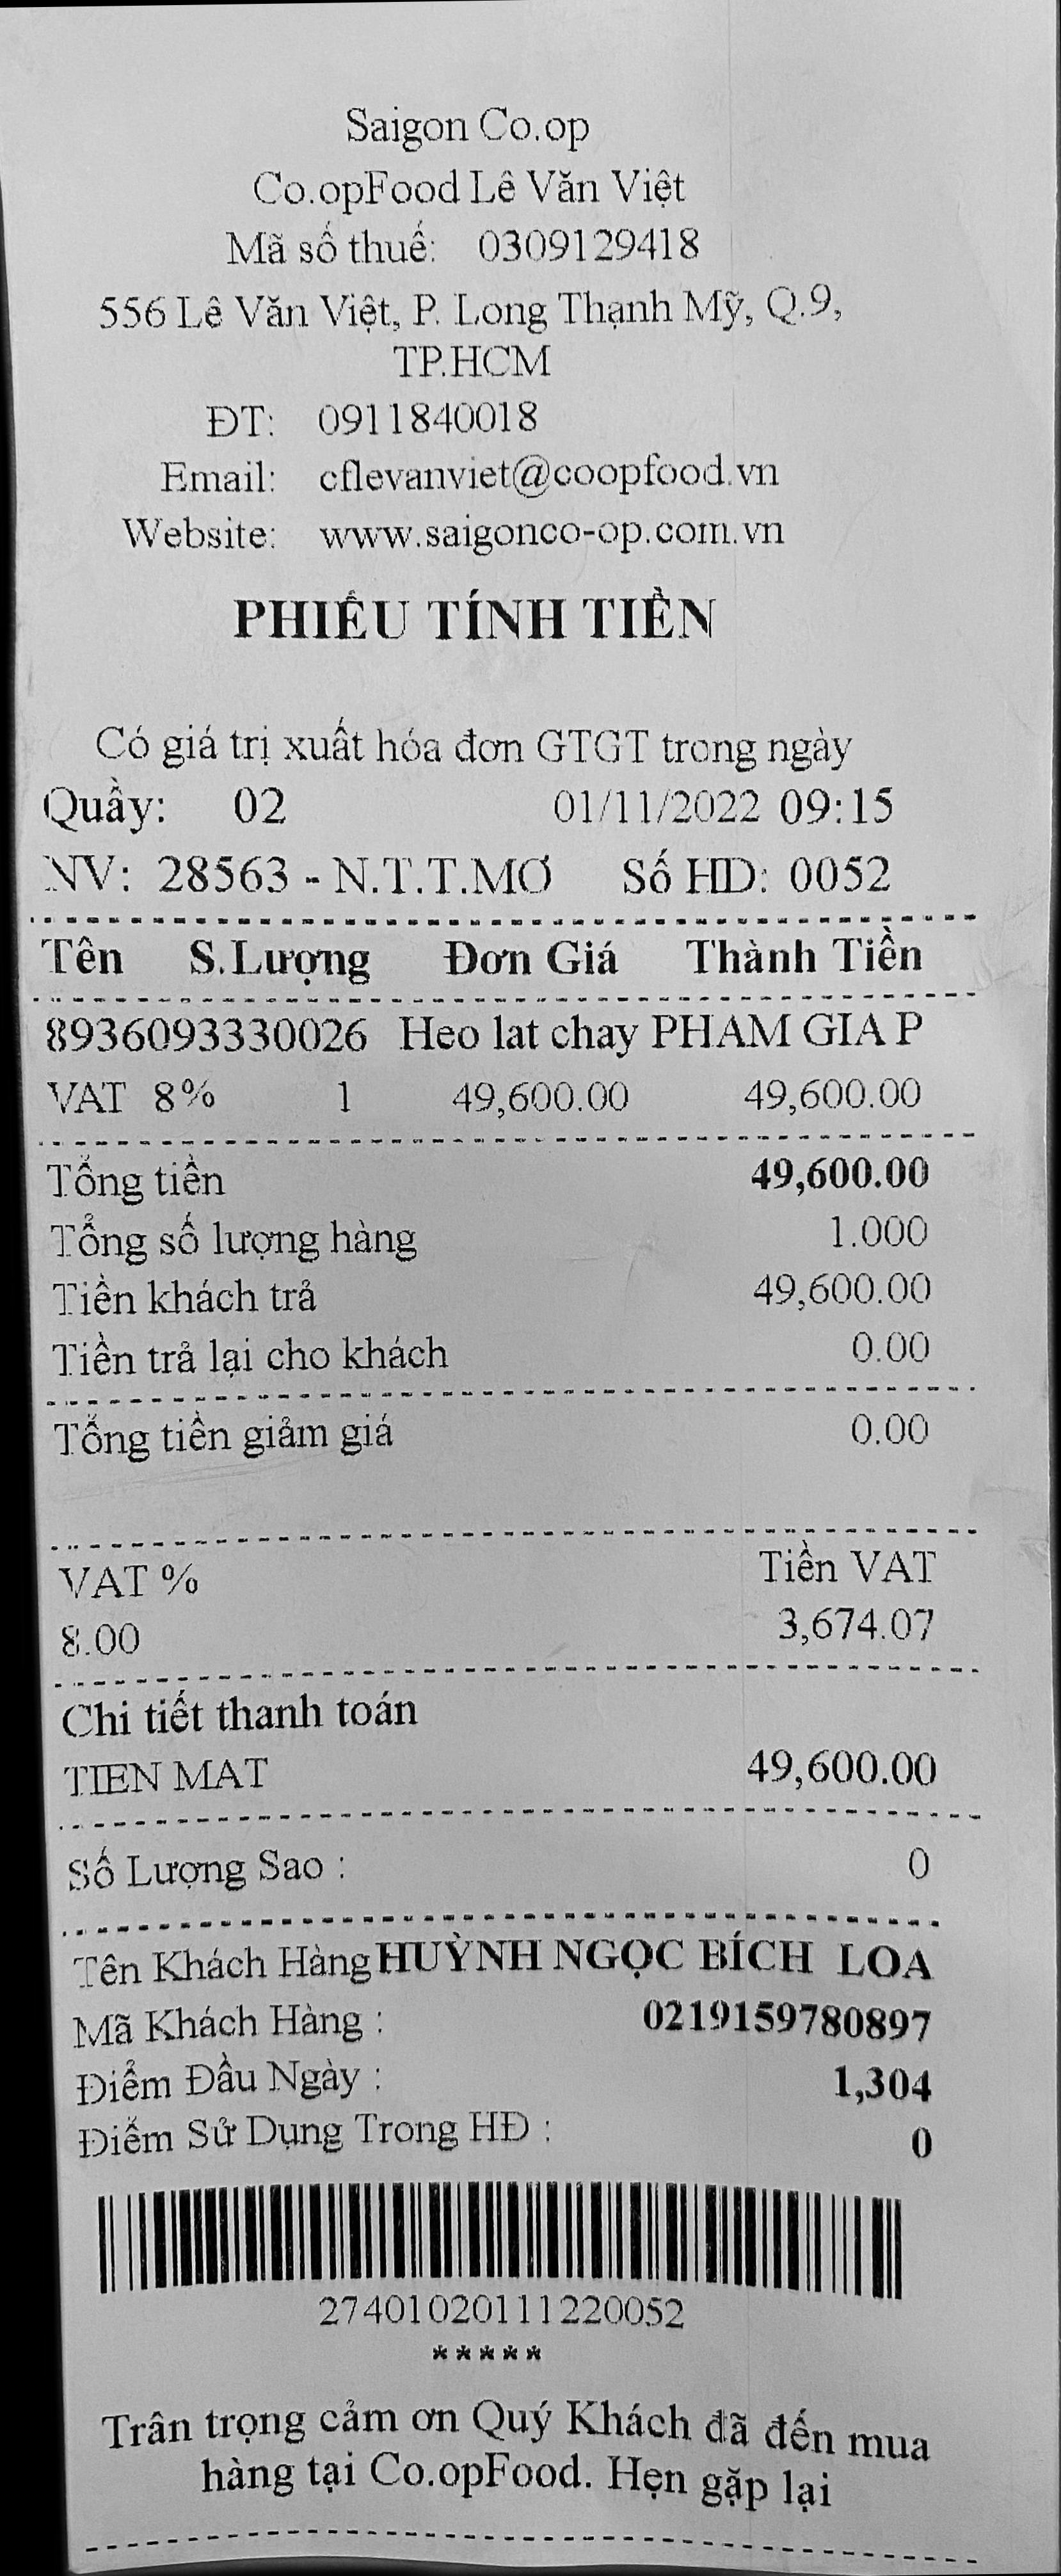 Saigon Co.op
Co.opFood Lê Văn Việt
Mã số thuế: 0309129418
556 Lê Văn Việt, P. Long Thạnh Mỹ, Q.9,
TP.HCM
ĐT: 0911840018
Email: cflevanviet@coopfood.vn
Website: www.saigonco-op.com.vn
PHIẾU TÍNH TIỀN
Có giá trị xuất hóa đơn GTGT trong ngày
Quầy: 02 01/11/2022 09:15
NV: 28563 - N.T.T.MƠ Số HD: 0052
Tên S.Lượng Đơn Giá Thành Tiền
8936093330026 Heo lat chay PHAM GIA P
VAT 8% 1 49,600.00 49,600.00
Tổng tiền 49,600.00
Tổng số lượng hàng 1.000
Tiền khách trả 49,600.00
Tiền trả lại cho khách 0.00
Tổng tiền giảm giá 0.00
VAT % Tiền VAT
8.00 3,674.07
Chi tiết thanh toán
TIEN MAT 49,600.00
Số Lượng Sao : 0
Tên Khách Hàng HUỲNH NGỌC BÍCH LOA
Mã Khách Hàng : 0219159780897
Điểm Đầu Ngày : 1,304
Điểm Sử Dụng Trong HĐ : 0
27401020111220052
*****
Trân trọng cảm ơn Quý Khách đã đến mua
hàng tại Co.opFood. Hẹn gặp lại